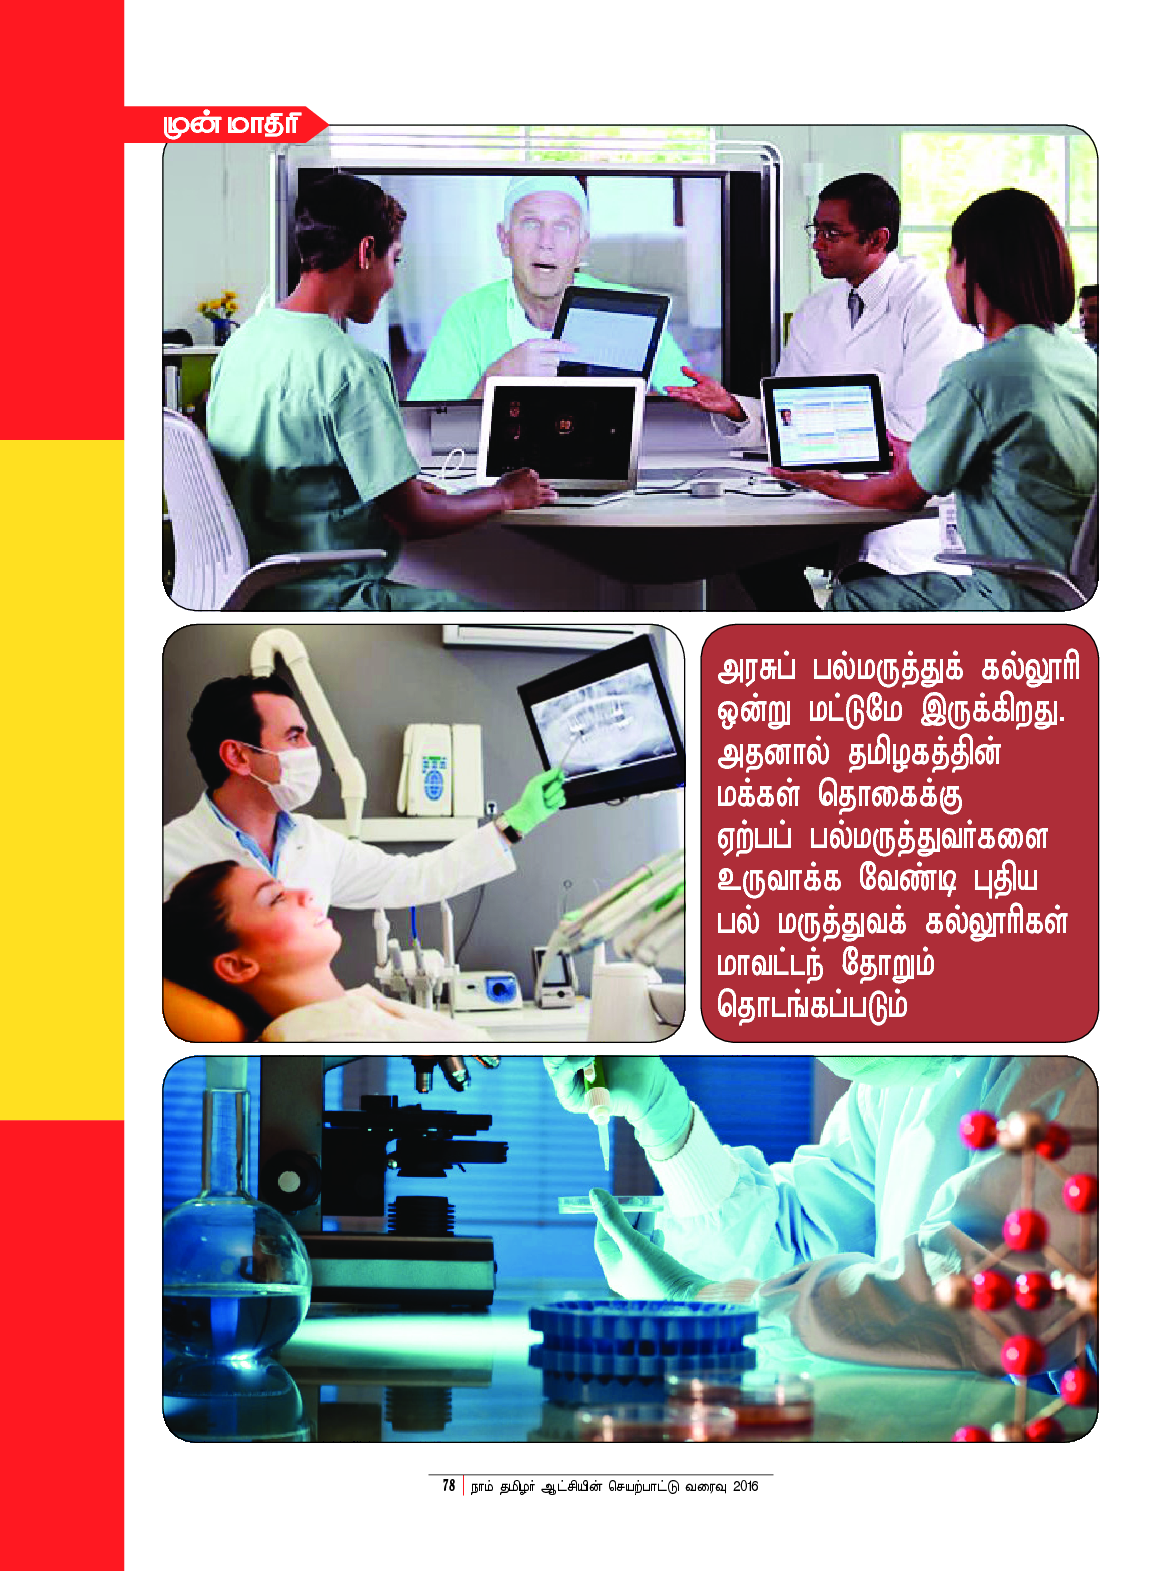 முன் மாதிரி
அரசுப் பல்மருத்துக் கல்லூரி
ஒன்று மட்டுமே இருக்கிறது.
அதனால் தமிழகத்தின்
மக்கள் தொகைக்கு
ஏற்பப் பல்மருத்துவர்களை
உருவாக்க வேண்டி புதிய
பல் மருத்துவக் கல்லூரிகள்
மாவட்டந் தோறும்
தொடங்கப்படும்
78 நாம் தமிழர் ஆட்சியின் செயற்பாட்டு வரைவு 2016